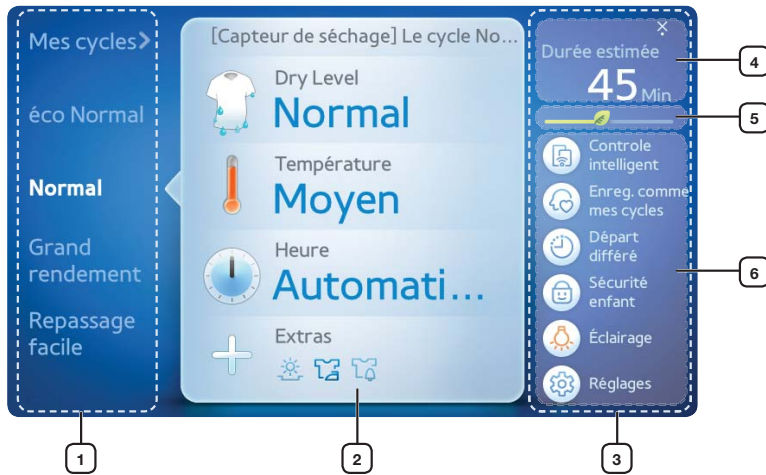 Mes cycles
éco Normal
Normal
Grand
rendement
Repassage
facile
[Capteur de séchage] Le cycle No...
Dry Level
Normal
Température
Moyen
Heure
Automati...
Extras
Durée estimée
45 Min
Controle
intelligent
Enreg. comme
mes cycles
Départ
différé
Sécurité
enfant
Éclairage
Réglages
4
5
6
1
2
3